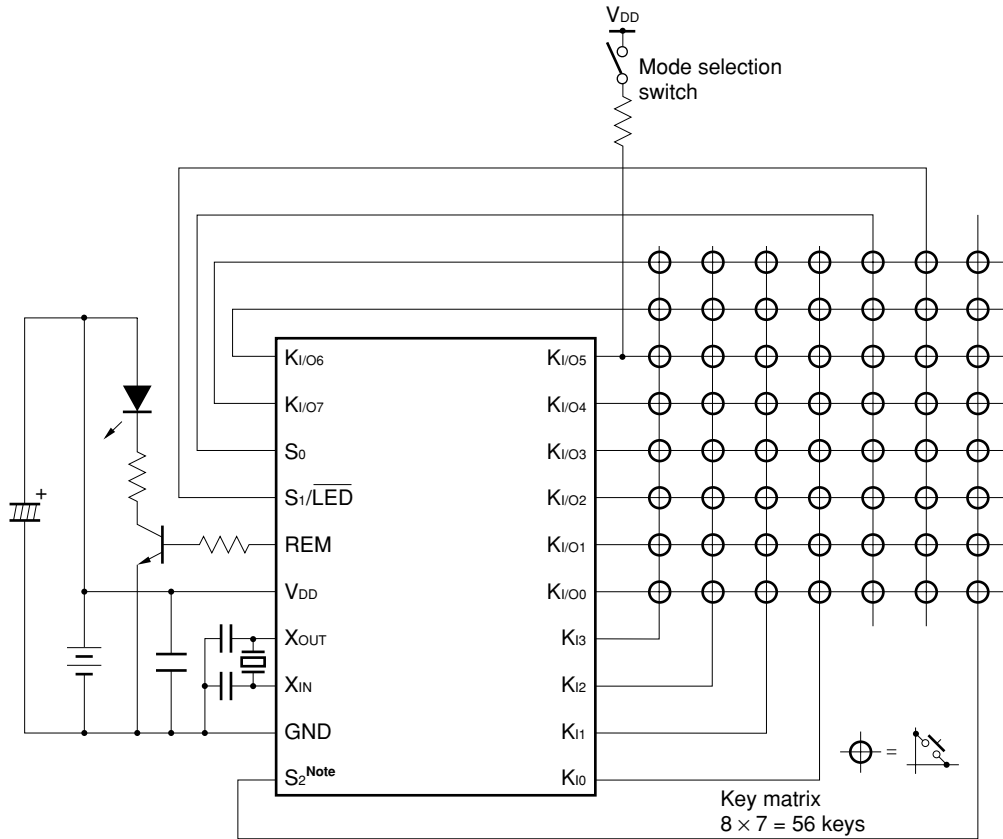 VDD
Mode selection
switch
+
KI/O6
KI/O7
S0
S1/LED
REM
VDD
XOUT
XIN
GND
S2 Note
KI/O5
KI/O4
KI/O3
KI/O2
KI/O1
KI/O0
KI3
KI2
KI1
KI0
=
Key matrix
8 × 7 = 56 keys